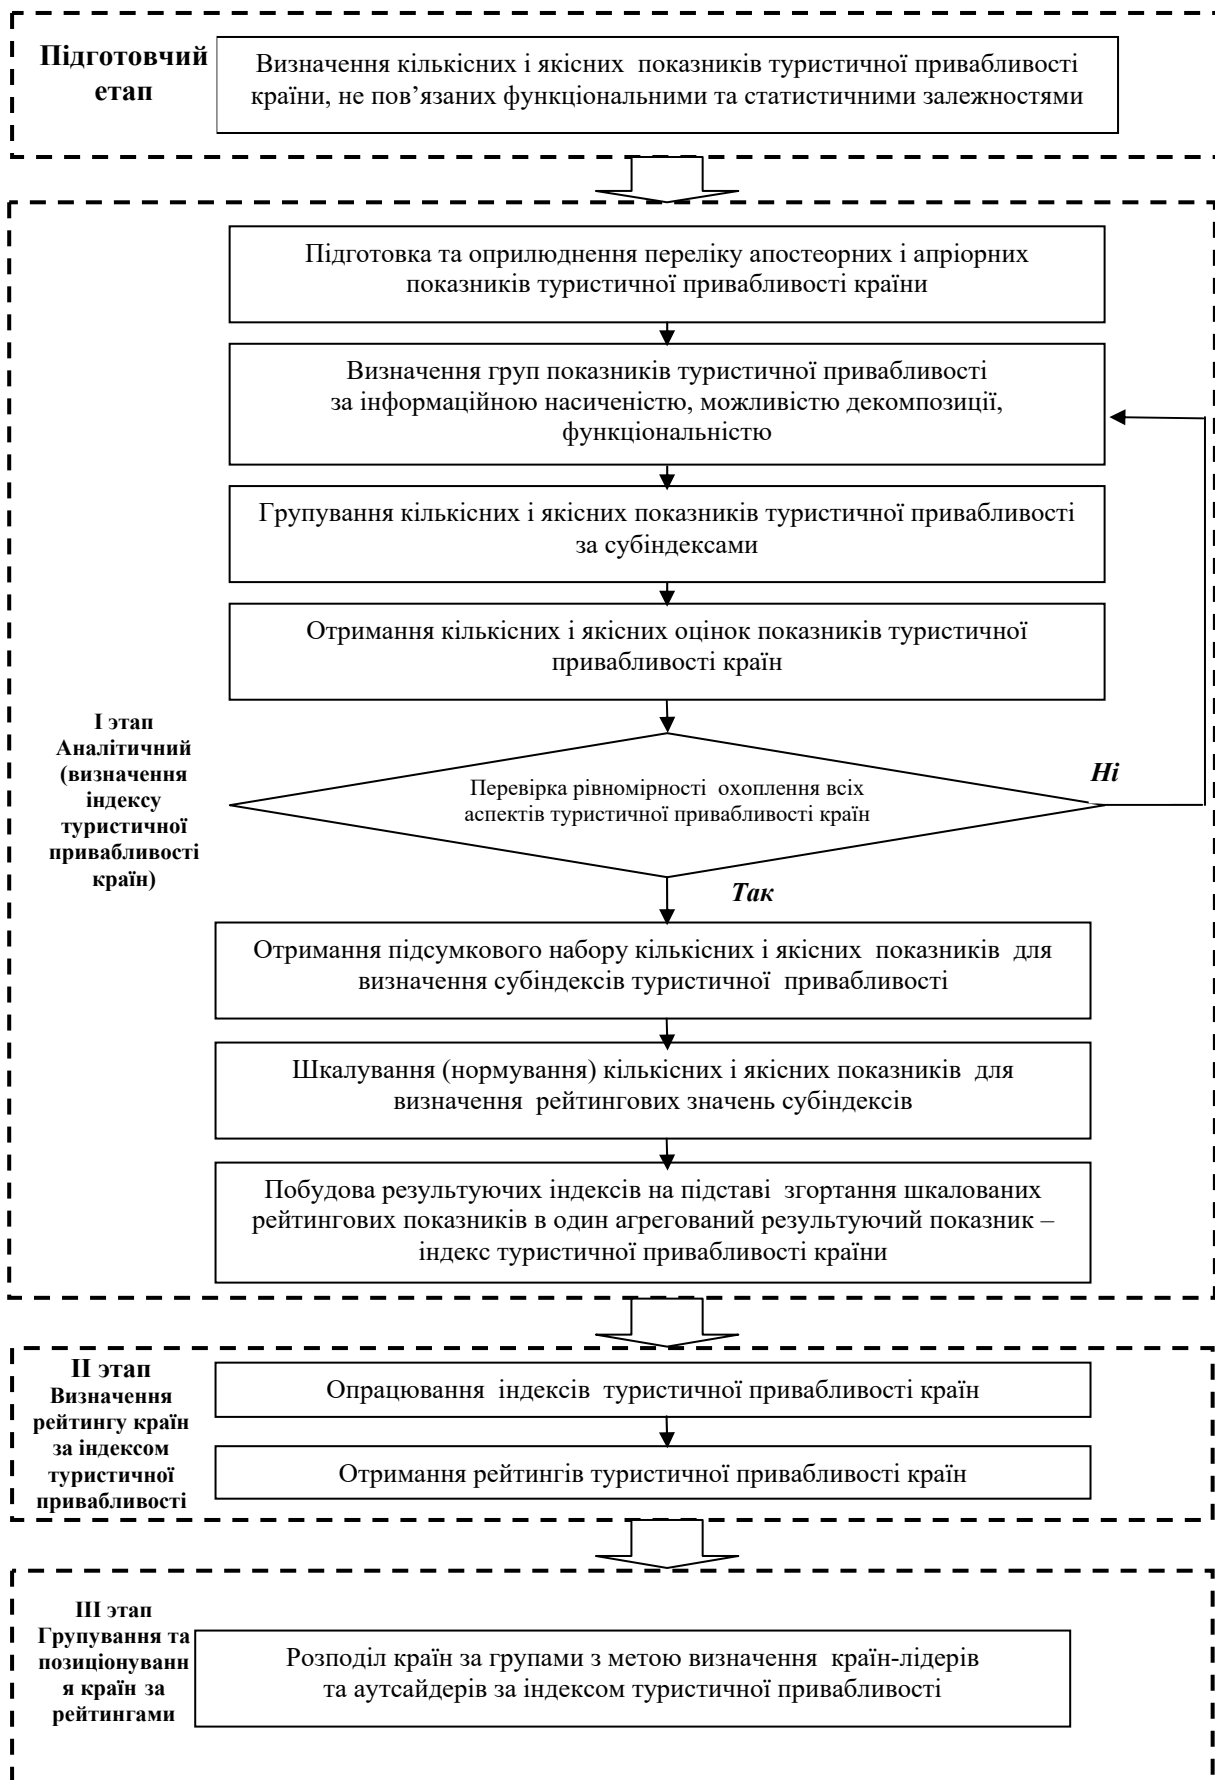 Підготовчий
етап
Визначення кількісних і якісних показників туристичної привабливості
країни, не пов’язаних функціональними та статистичними залежностями
Підготовка та оприлюднення переліку апостеорних і апріорних
показників туристичної привабливості країни
Визначення груп показників туристичної привабливості
за інформаційною насиченістю, можливістю декомпозиції,
функціональністю
Групування кількісних і якісних показників туристичної привабливості
за субіндексами
Отримання кількісних і якісних оцінок показників туристичної
привабливості країн
І этап
Аналітичний
(визначення
індексу
туристичної
привабливості
країн)
Перевірка рівномірності охоплення всіх
аспектів туристичної привабливості країн
Ні
Так
Отримання підсумкового набору кількісних і якісних показників для
визначення субіндексів туристичної привабливості
Шкалування (нормування) кількісних і якісних показників для
визначення рейтингових значень субіндексів
Побудова результуючих індексів на підставі згортання шкалованих
рейтингових показників в один агрегований результуючий показник –
індекс туристичної привабливості країни
ІІ этап
Визначення
рейтингу країн
за індексом
туристичної
привабливості
Опрацювання індексів туристичної привабливості країн
Отримання рейтингів туристичної привабливості країн
ІІІ этап
Групування та
позиціонуванн
я країн за
рейтингами
Розподіл країн за групами з метою визначення країн-лідерів
та аутсайдерів за індексом туристичної привабливості